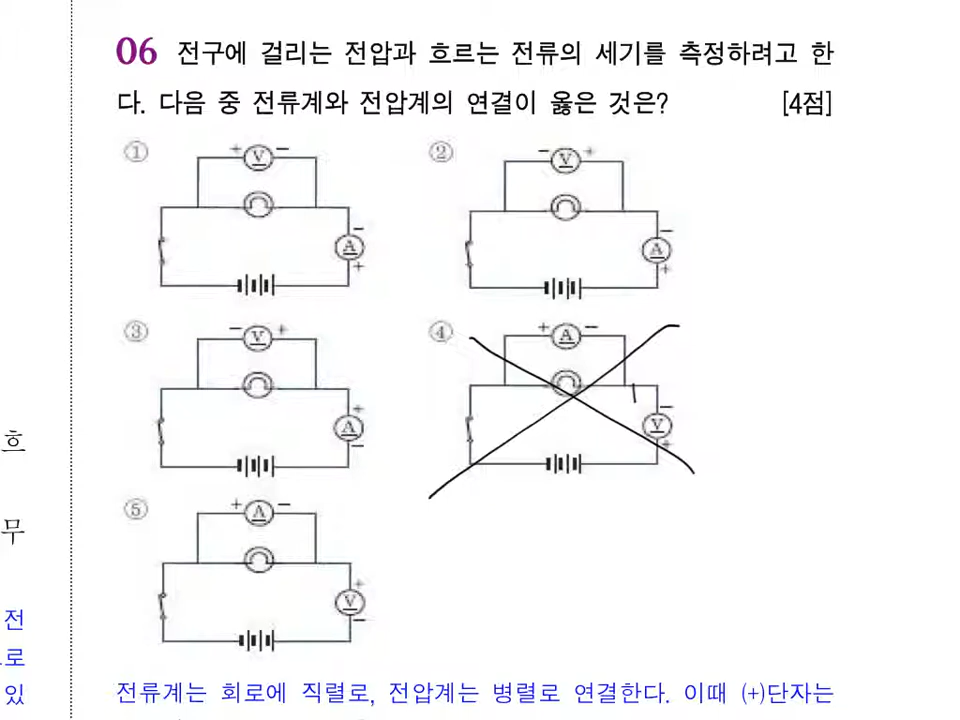 06 전구에 걸리는 전압과 흐르는 전류의 세기를 측정하려고 한
다. 다음 중 전류계와 전압계의 연결이 옳은 것은? [4점]
① + V − ② − V +
− A + − A +
③ − V + ④ + A −
+ A − − V +
⑤ + A −
+ V −
흐
무
전
로
있
전류계는 회로에 직렬로, 전압계는 병렬로 연결한다. 이때 (+)단자는